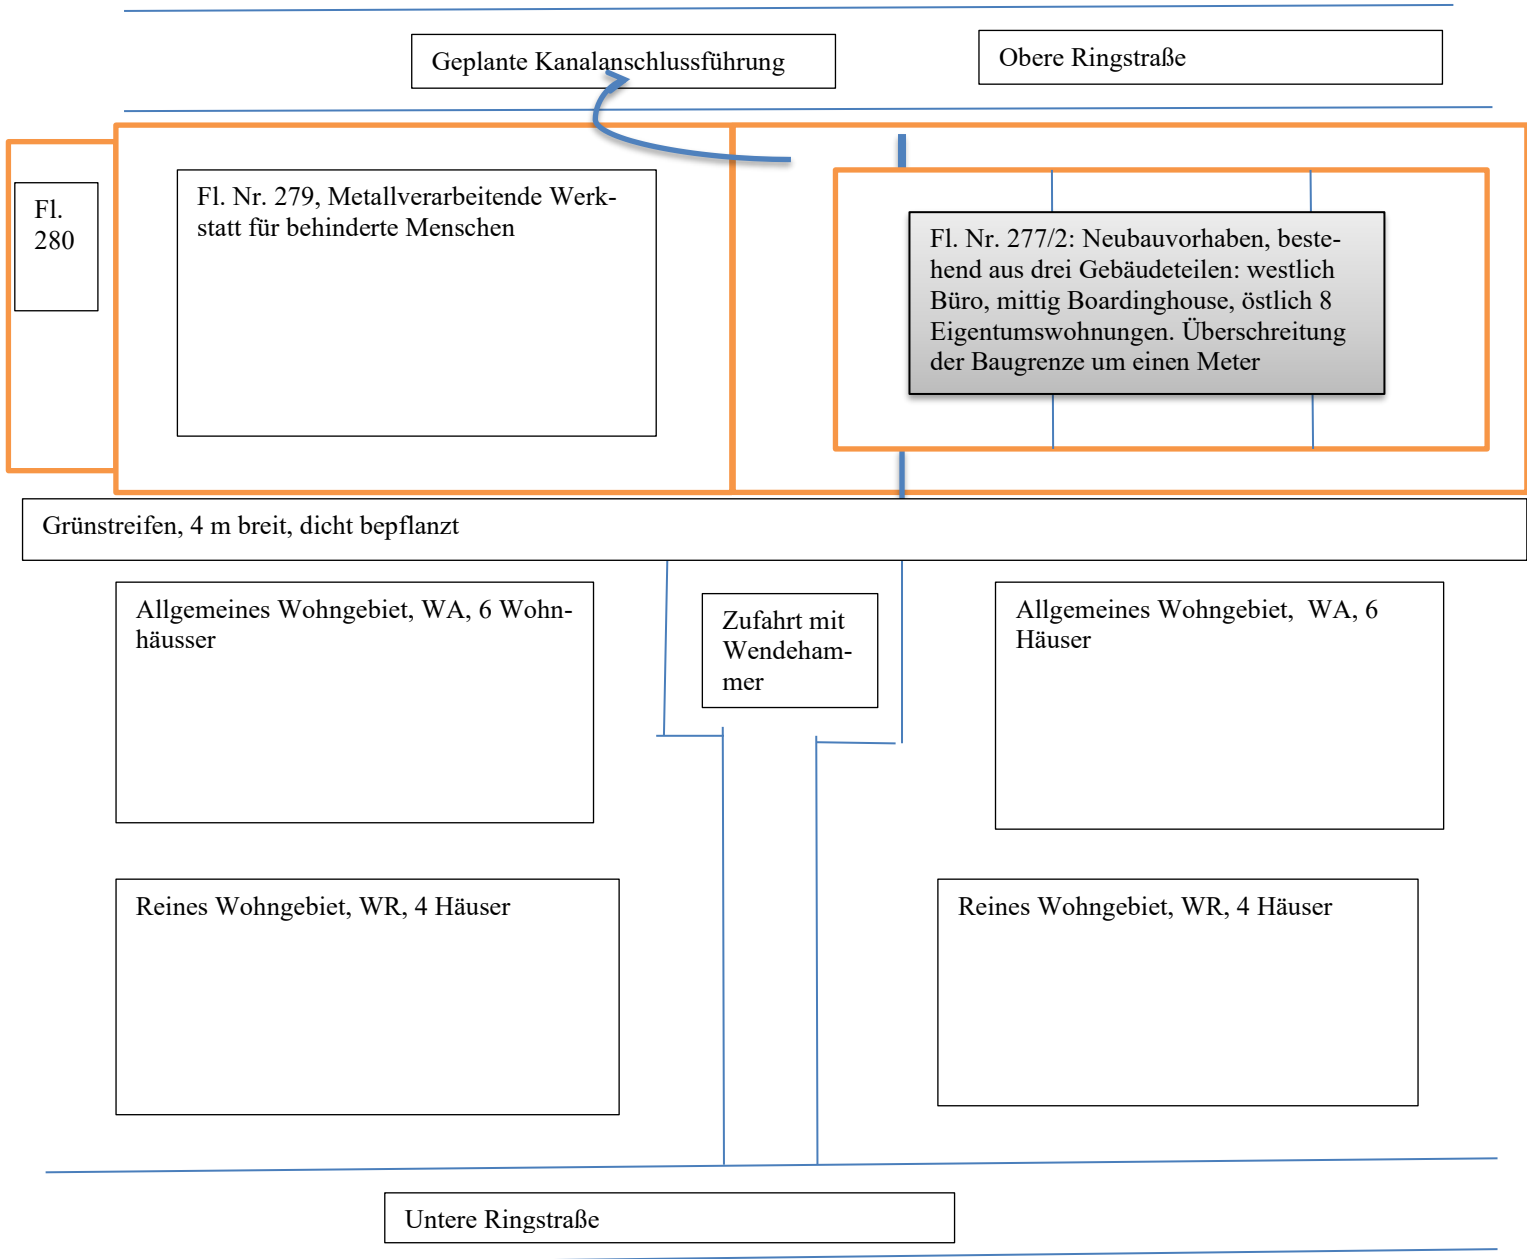 Geplante Kanalanschlussführung
Obere Ringstraße
Fl.
280
Fl. Nr. 279, Metallverarbeitende Werk-
statt für behinderte Menschen
Fl. Nr. 277/2: Neubauvorhaben, beste-
hend aus drei Gebäudeteilen: westlich
Büro, mittig Boardinghouse, östlich 8
Eigentumswohnungen. Überschreitung
der Baugrenze um einen Meter
Grünstreifen, 4 m breit, dicht bepflanzt
Allgemeines Wohngebiet, WA, 6 Wohn-
häusser
Zufahrt mit
Wendeham-
mer
Allgemeines Wohngebiet, WA, 6
Häuser
Reines Wohngebiet, WR, 4 Häuser
Reines Wohngebiet, WR, 4 Häuser
Untere Ringstraße